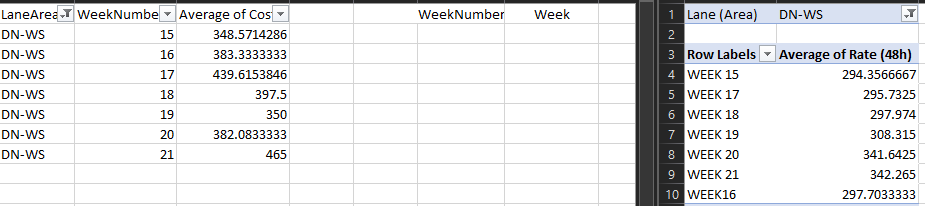 LaneArea WeekNumbe Average of Cos WeekNumber Week
DN-WS 15 348.5714286
DN-WS 16 383.3333333
DN-WS 17 439.6153846
DN-WS 18 397.5
DN-WS 19 350
DN-WS 20 382.0833333
DN-WS 21 465
1 Lane (Area) DN-WS
2
3 Row Labels Average of Rate (48h)
4 WEEK 15 294.3566667
5 WEEK 17 295.7325
6 WEEK 18 297.974
7 WEEK 19 308.315
8 WEEK 20 341.6425
9 WEEK 21 342.265
10 WEEK16 297.7033333